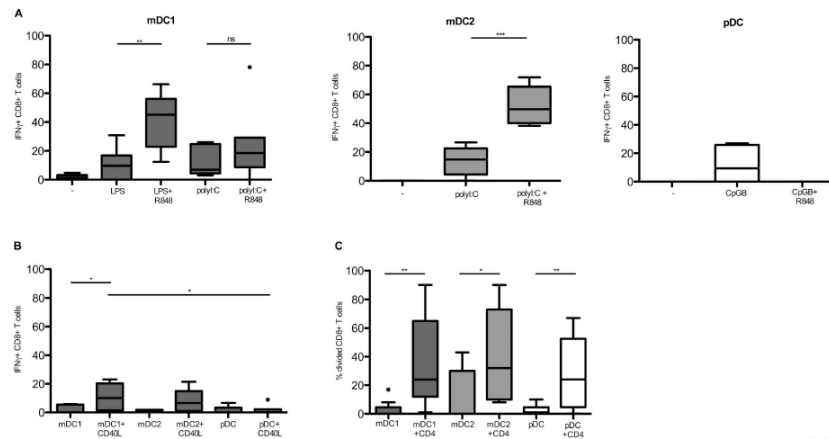 A
mDC1
mDC2
pDC
IFNγ+ CD8+ T cells
100
80
60
40
20
0
**
ns
-
LPS
LPS+
R848
polyI:C
polyI:C+
R848
IFNγ+ CD8+ T cells
100
80
60
40
20
0
***
-
polyI:C
polyI:C +
R848
IFNγ+ CD8+ T cells
100
80
60
40
20
0
-
CpGB
CpGB+
R848
B
IFNγ+ CD8+ T cells
100
80
60
40
20
0
*
*
mDC1
mDC1+
CD40L
mDC2
mDC2+
CD40L
pDC
pDC+
CD40L
C
% divided CD8+ T cells
100
80
60
40
20
0
**
*
**
mDC1
mDC1
+CD4
mDC2
mDC2
+CD4
pDC
pDC
+CD4